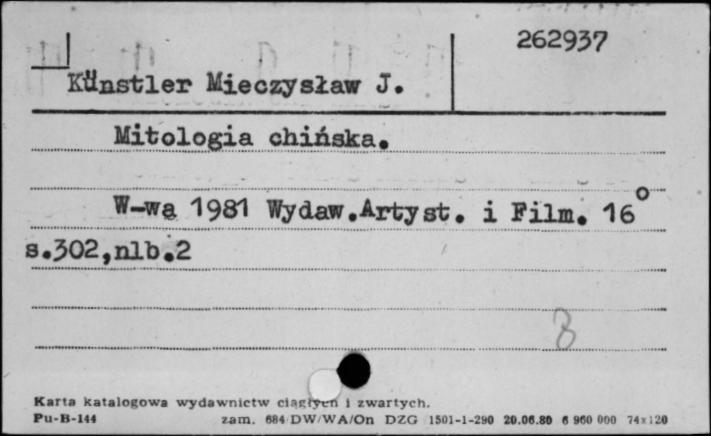 262937
Künstler Mieczysław J.
Mitologia chińska.
W-wa 1981 Wydaw.Artyst. i Film. 16°
s.302,nlb.2
8
Karta katalogowa wydawnictw ciągłych i zwartych.
Pu-B-144 zam. 684/DW/WA/On DZG 1501-1-290 20.06.80 6 960 000 74x120